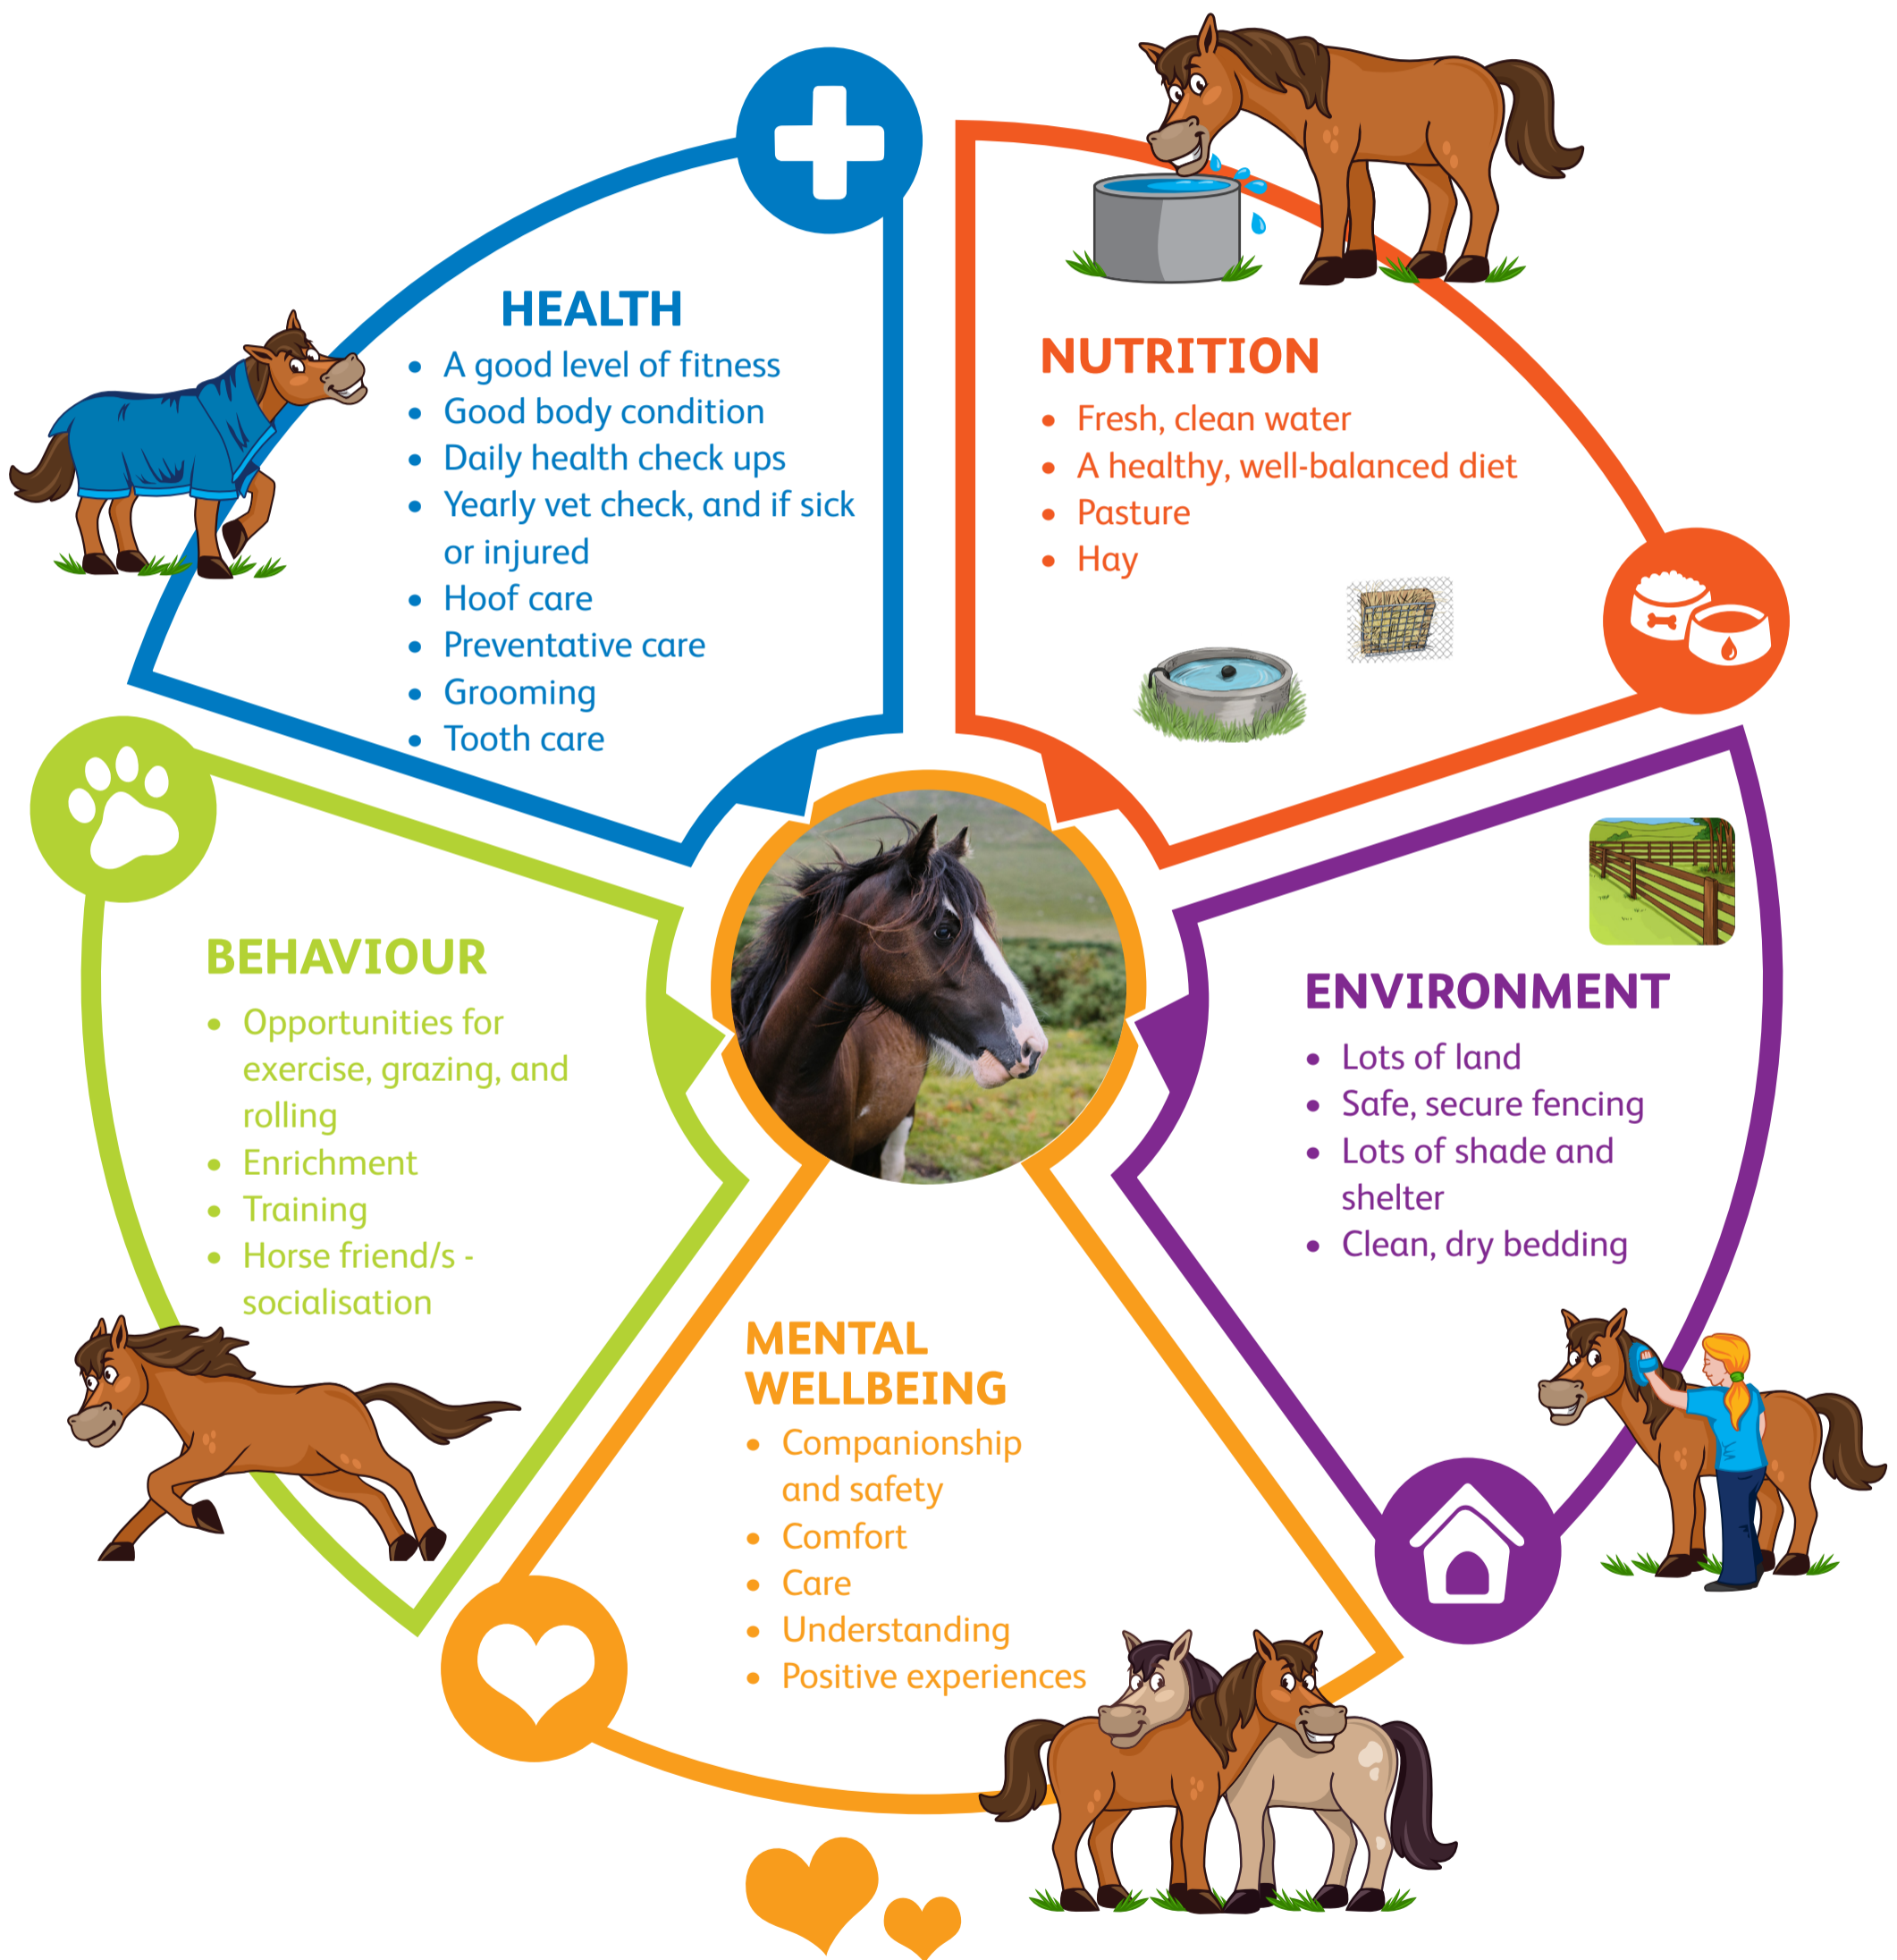 HEALTH
• A good level of fitness
• Good body condition
• Daily health check ups
• Yearly vet check, and if sick
or injured
• Hoof care
• Preventative care
• Grooming
• Tooth care
NUTRITION
• Fresh, clean water
• A healthy, well-balanced diet
• Pasture
• Hay
BEHAVIOUR
• Opportunities for
exercise, grazing, and
rolling
• Enrichment
• Training
• Horse friend/s -
socialisation
ENVIRONMENT
• Lots of land
• Safe, secure fencing
• Lots of shade and
shelter
• Clean, dry bedding
MENTAL
WELLBEING
• Companionship
and safety
• Comfort
• Care
• Understanding
• Positive experiences